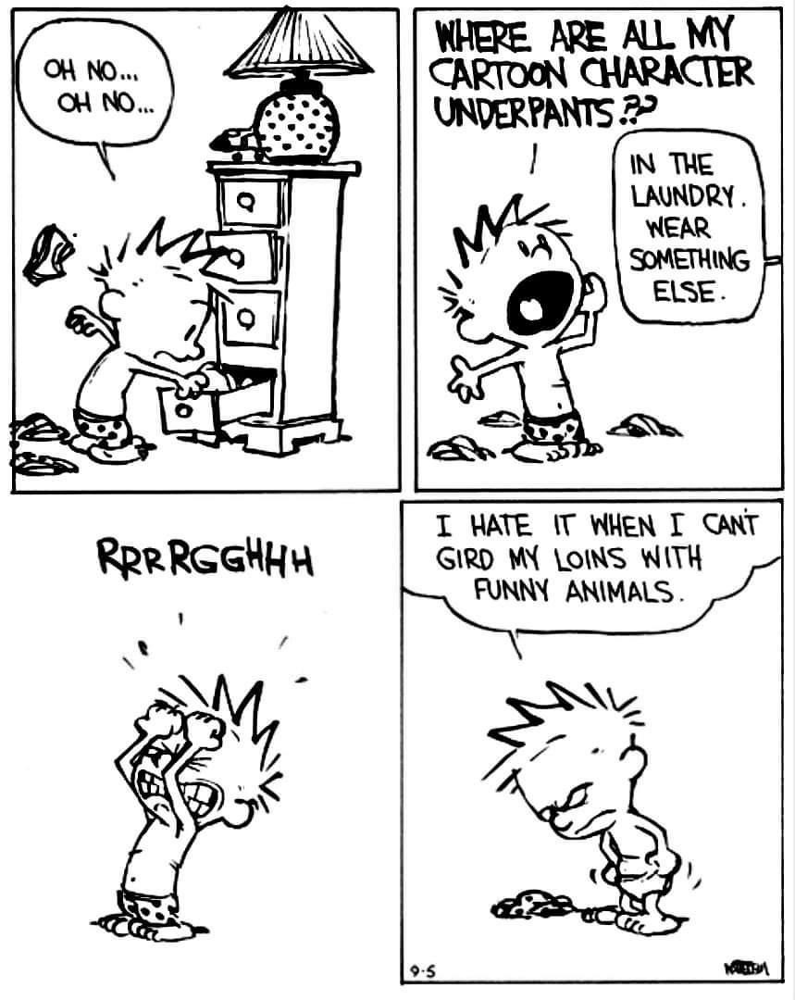 OH NO...
OH NO...
WHERE ARE ALL MY
CARTOON CHARACTER
UNDERPANTS??
IN THE
LAUNDRY.
WEAR
SOMETHING
ELSE.
RRRRGGHHH
I HATE IT WHEN I CAN'T
GIRD MY LOINS WITH
FUNNY ANIMALS.
9-5